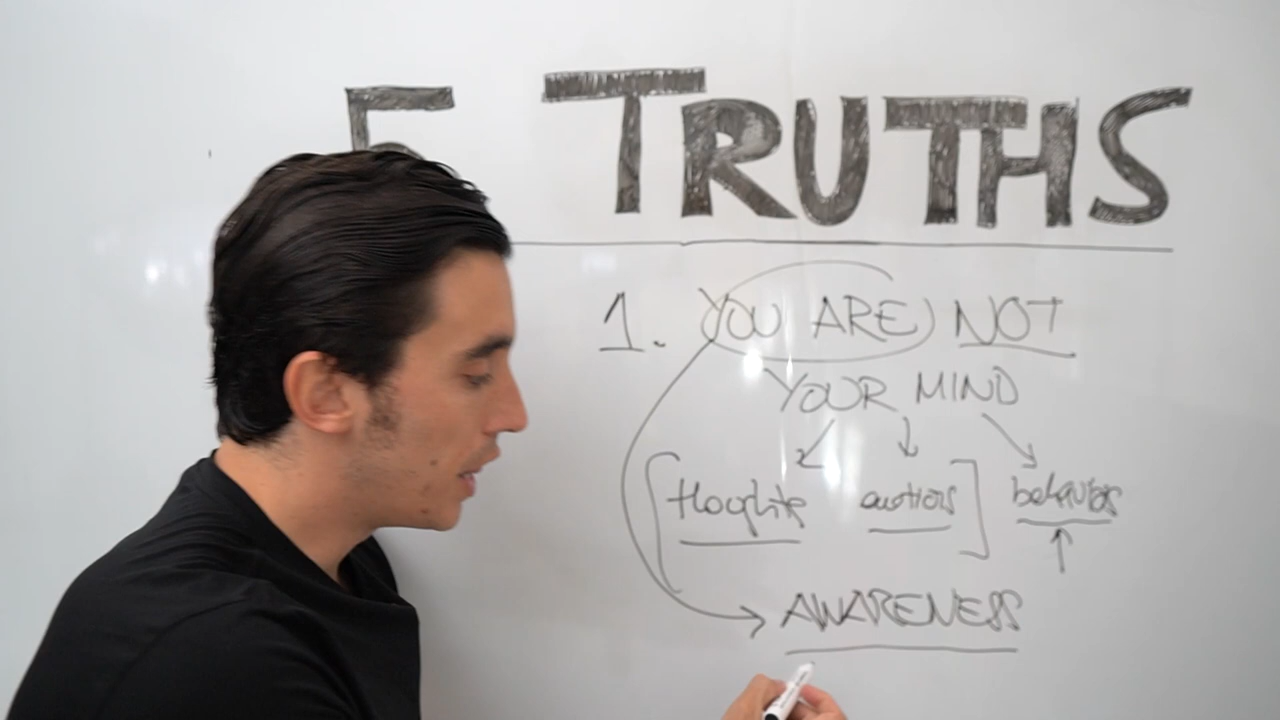 5 TRUTHS
1. YOU ARE NOT
YOUR MIND
thoughts emotions behaviors
AWARENESS